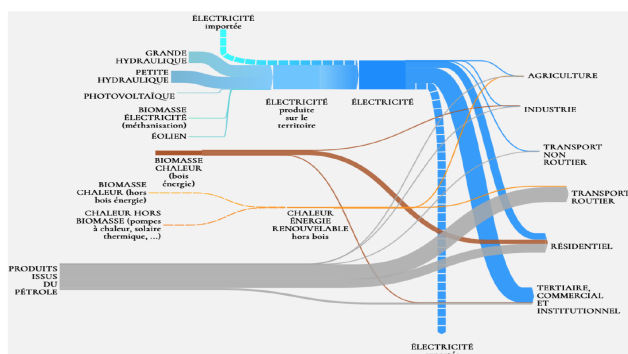 ÉLECTRICITÉ
importée
GRANDE
HYDRAULIQUE
PETITE
HYDRAULIQUE
PHOTOVOLTAÏQUE
BIOMASSE
ÉLECTRICITÉ
(méthanisation)
ÉOLIEN
ÉLECTRICITÉ
produite
sur le
territoire
ÉLECTRICITÉ
AGRICULTURE
INDUSTRIE
TRANSPORT
NON
ROUTIER
BIOMASSE
CHALEUR (bois
énergie)
BIOMASSE
CHALEUR (hors
bois énergie)
CHALEUR HORS
BIOMASSE (pompes
à chaleur, solaire
thermique, ...)
CHALEUR
ÉNERGIE
RENOUVELABLE
hors bois
TRANSPORT
ROUTIER
RÉSIDENTIEL
PRODUITS
ISSUS
DU
PÉTROLE
TERTIAIRE,
COMMERCIAL
ET
INSTITUTIONNEL
ÉLECTRICITÉ